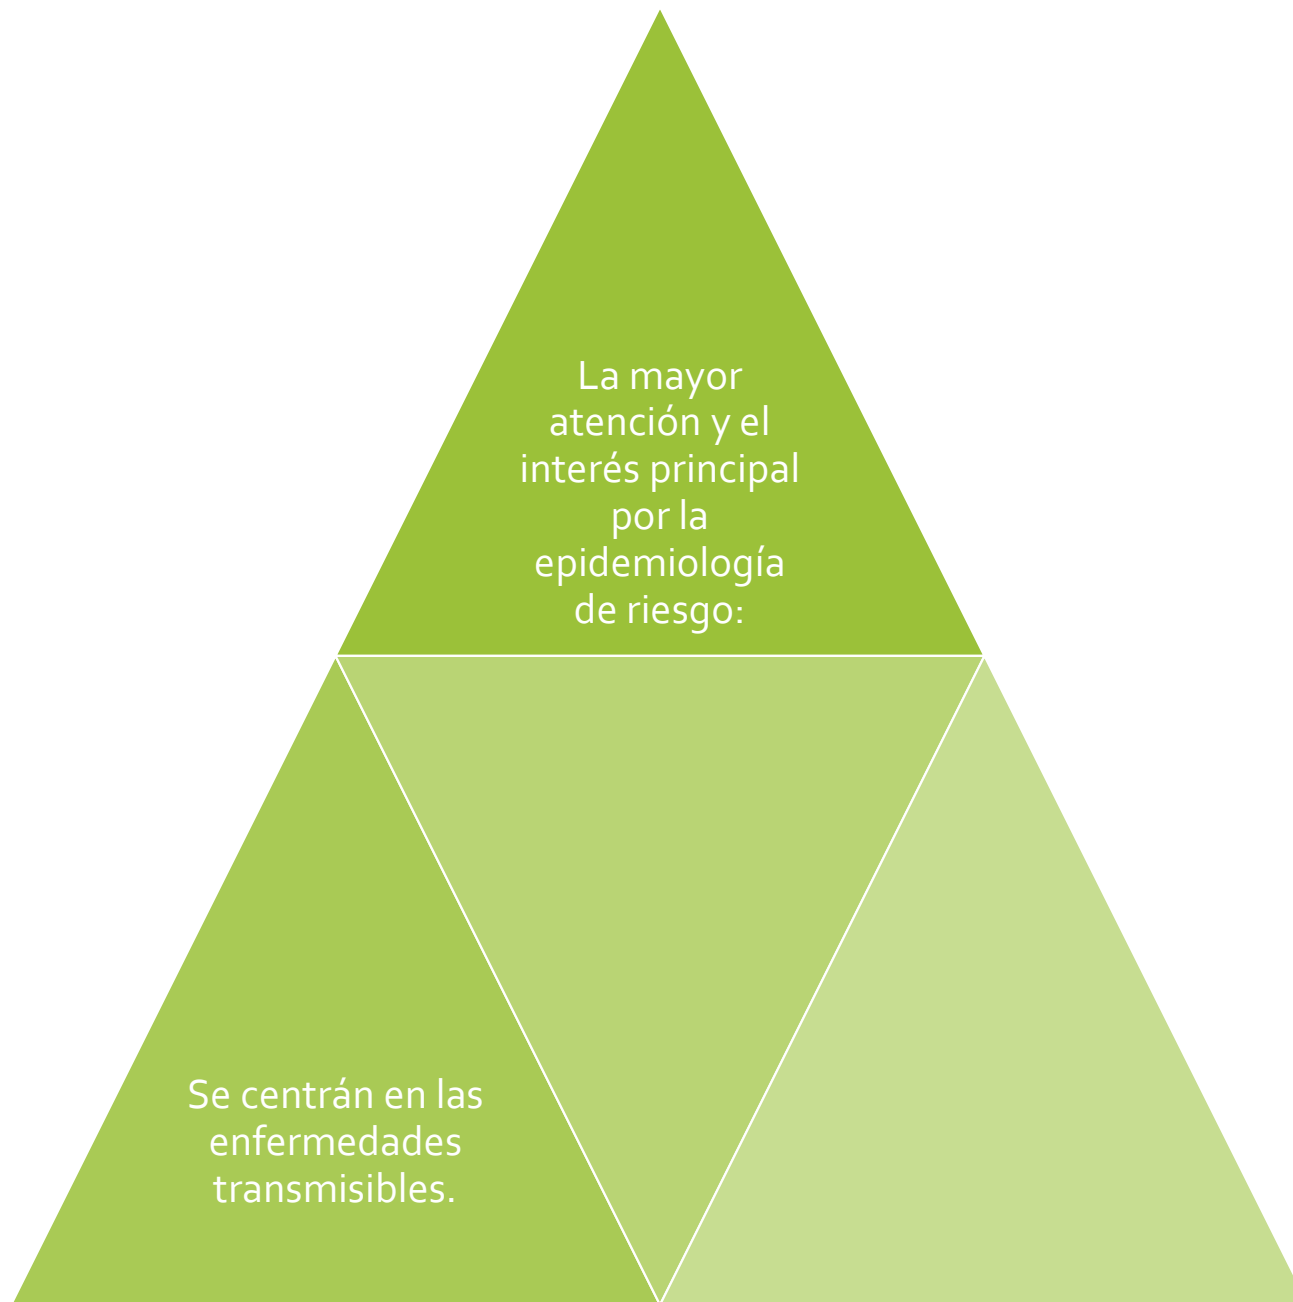 La mayor
atención y el
interés principal
por la
epidemiología
de riesgo:
Se centrán en las
enfermedades
transmisibles.